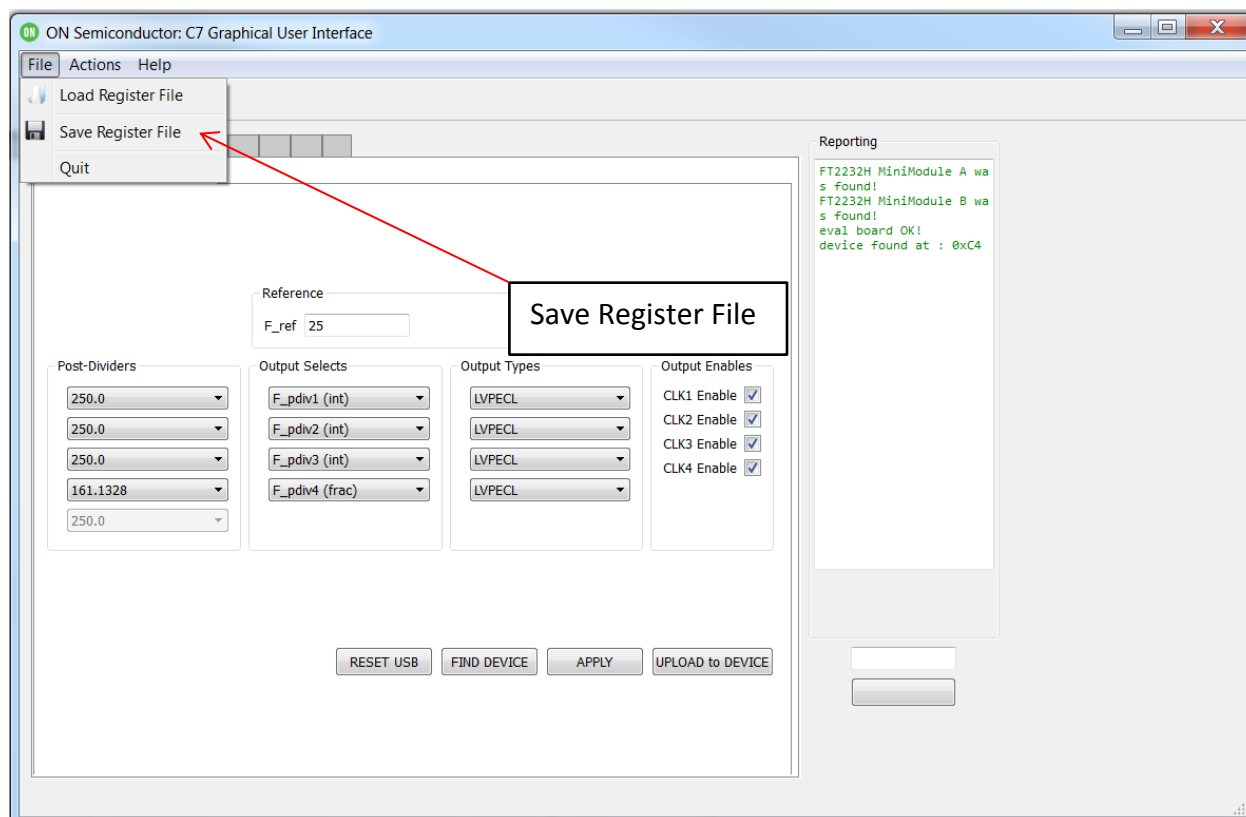 ON ON Semiconductor: C7 Graphical User Interface
File Actions Help
Load Register File
Save Register File
Quit
Reporting
FT2232H MiniModule A wa
s found!
FT2232H MiniModule B wa
s found!
eval board OK!
device found at : 0xC4
Reference
F_ref 25
Save Register File
Post-Dividers
250.0
250.0
250.0
161.1328
250.0
Output Selects
F_pdiv1 (int)
F_pdiv2 (int)
F_pdiv3 (int)
F_pdiv4 (frac)
Output Types
LVPECL
LVPECL
LVPECL
LVPECL
Output Enables
CLK1 Enable
CLK2 Enable
CLK3 Enable
CLK4 Enable
RESET USB FIND DEVICE APPLY UPLOAD to DEVICE